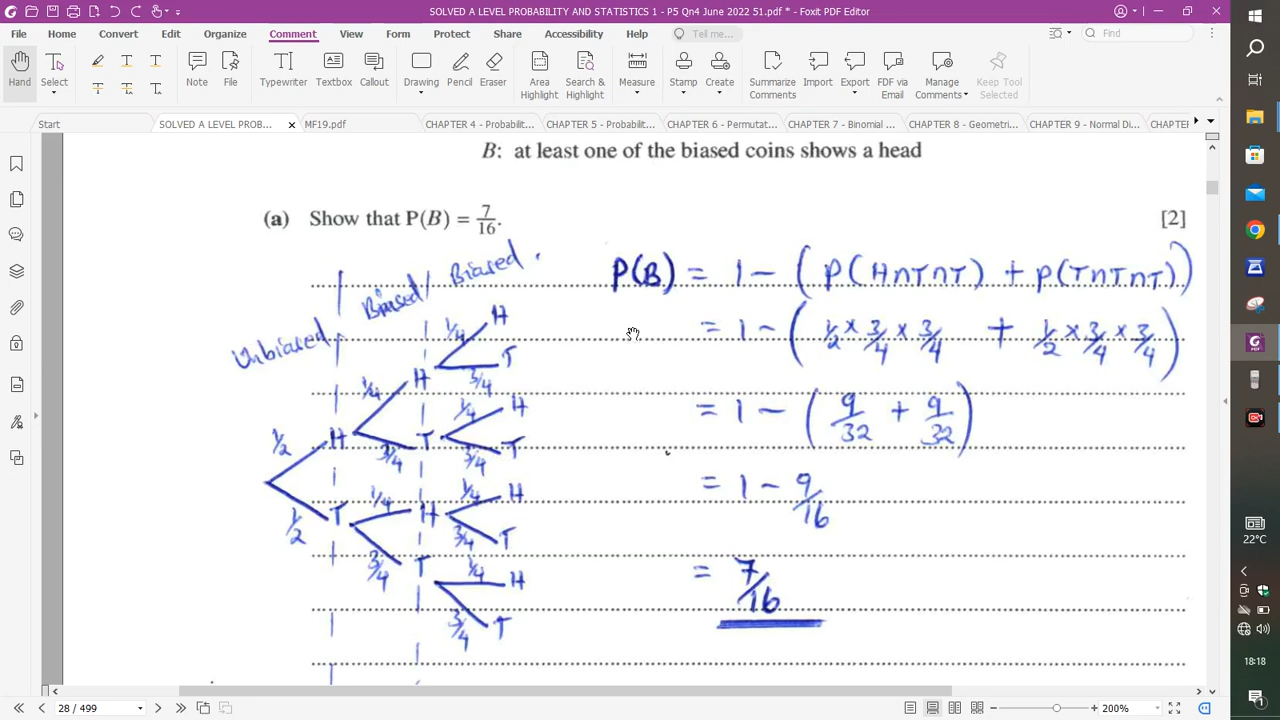 SOLVED A LEVEL PROBABILITY AND STATISTICS 1 - P5 Qn4 June 2022 51.pdf * - Foxit PDF Editor
File Home Convert Edit Organize Comment View Form Protect Share Accessibility Help Tell me... Find
Hand Select Note File Typewriter Textbox Callout Drawing Pencil Eraser Area Highlight Search & Highlight Measure Stamp Create Summarize Comments Import Export FDF via Email Manage Comments Keep Tool Selected
Start SOLVED A LEVEL PROB... MF19.pdf CHAPTER 4 - Probabilit... CHAPTER 5 - Probabilit... CHAPTER 6 - Permutat... CHAPTER 7 - Binomial ... CHAPTER 8 - Geometri... CHAPTER 9 - Normal Di... CHAPTE
B: at least one of the biased coins shows a head
(a) Show that P(B) = 7/16. [2]
Unbiased Biased Biased
P(B) = 1 - (P(H∩T∩T) + P(T∩T∩T))
= 1 - (1/2 × 3/4 × 3/4 + 1/2 × 3/4 × 3/4)
= 1 - (9/32 + 9/32)
= 1 - 9/16
= 7/16
1/4 H
H 3/4 T
1/4 1/4 H
1/2 H 3/4 T 3/4 T
1/2 T 1/4 H 1/4 H
3/4 3/4 T
T 1/4 H
3/4 T
22°C
18:18
28 / 499 200%